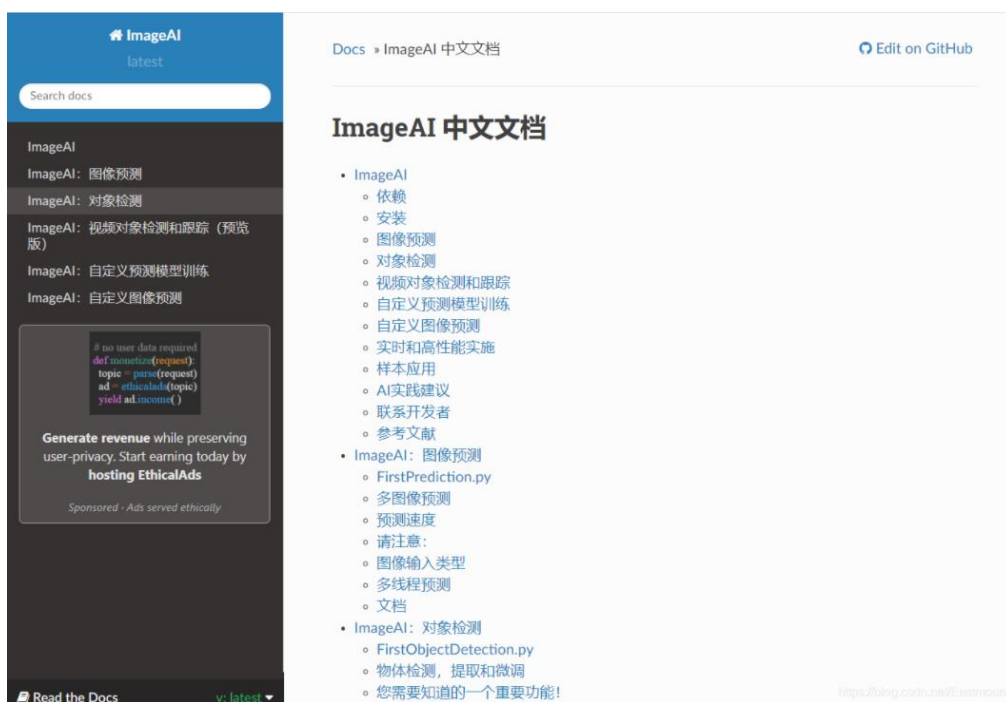 ImageAI
latest
Search docs
ImageAI
ImageAI：图像预测
ImageAI：对象检测
ImageAI：视频对象检测和跟踪（预览
版）
ImageAI：自定义预测模型训练
ImageAI：自定义图像预测
# no user data required
def monetize(request):
topic = parse(request)
ad = ethicalads(topic)
yield ad.income( )
Generate revenue while preserving
user-privacy. Start earning today by
hosting EthicalAds
Sponsored · Ads served ethically
Read the Docs
v: latest
Docs » ImageAI 中文文档
Edit on GitHub
ImageAI 中文文档
• ImageAI
◦ 依赖
◦ 安装
◦ 图像预测
◦ 对象检测
◦ 视频对象检测和跟踪
◦ 自定义预测模型训练
◦ 自定义图像预测
◦ 实时和高性能实施
◦ 样本应用
◦ AI实践建议
◦ 联系开发者
◦ 参考文献
• ImageAI：图像预测
◦ FirstPrediction.py
◦ 多图像预测
◦ 预测速度
◦ 请注意：
◦ 图像输入类型
◦ 多线程预测
◦ 文档
• ImageAI：对象检测
◦ FirstObjectDetection.py
◦ 物体检测，提取和微调
◦ 您需要知道的一个重要功能！
https://blog.csdn.net/Eastmount